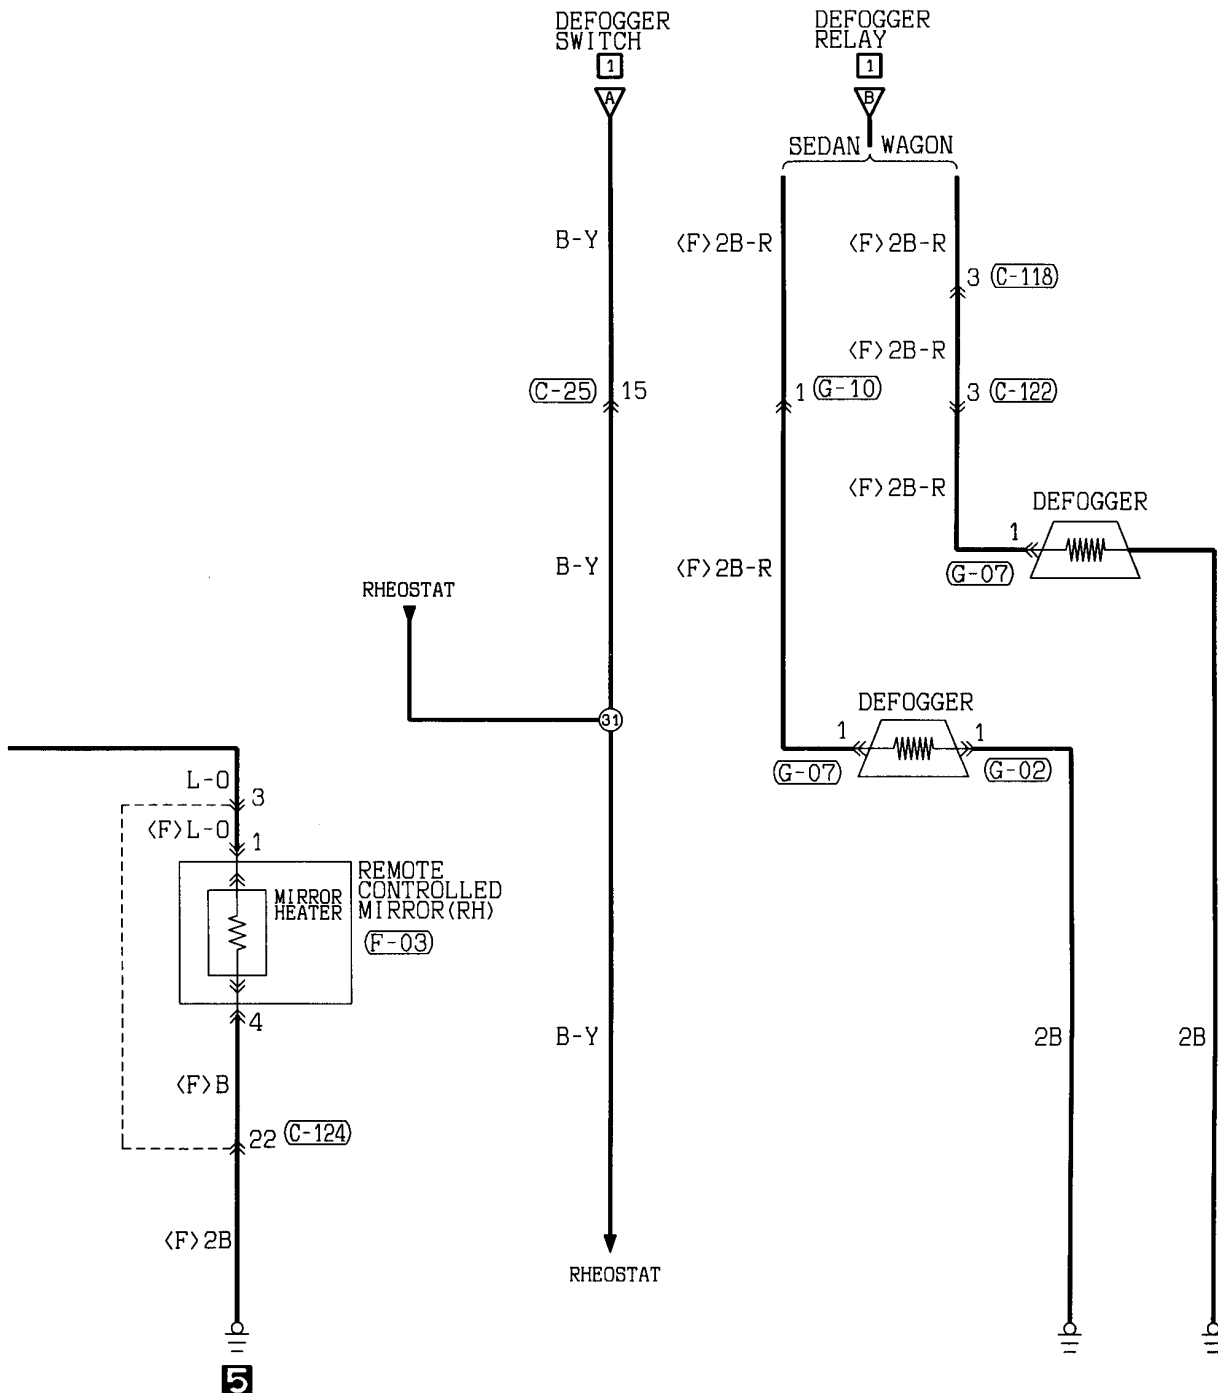 DEFOGGER
SWITCH
1
A
DEFOGGER
RELAY
1
B
SEDAN WAGON
B-Y
<F>2B-R
<F>2B-R
3 C-118
<F>2B-R
C-25 15
1 G-10
3 C-122
<F>2B-R
DEFOGGER
1
G-07
B-Y
<F>2B-R
RHEOSTAT
31
DEFOGGER
1
1
G-07
G-02
L-O
3
<F>L-O
1
REMOTE
CONTROLLED
MIRROR(RH)
MIRROR
HEATER
F-03
4
B-Y
2B
2B
<F>B
22 C-124
<F>2B
RHEOSTAT
5